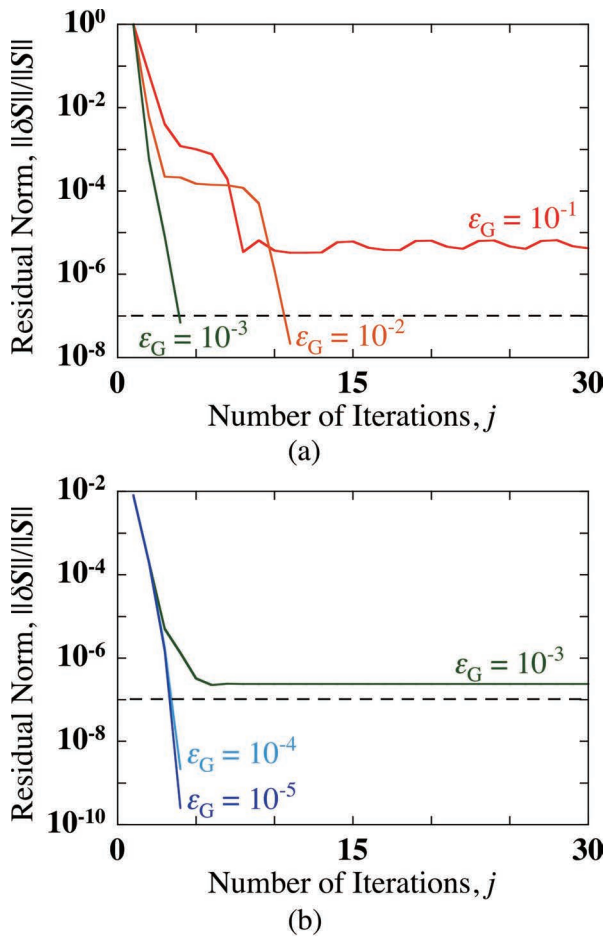 10^0
10^-2
10^-4
10^-6
10^-8
Residual Norm, ||δS||/||S||
ε_G = 10^-1
ε_G = 10^-3
ε_G = 10^-2
0 15 30
Number of Iterations, j
(a)
10^-2
10^-4
10^-6
10^-8
10^-10
Residual Norm, ||δS||/||S||
ε_G = 10^-3
ε_G = 10^-4
ε_G = 10^-5
0 15 30
Number of Iterations, j
(b)